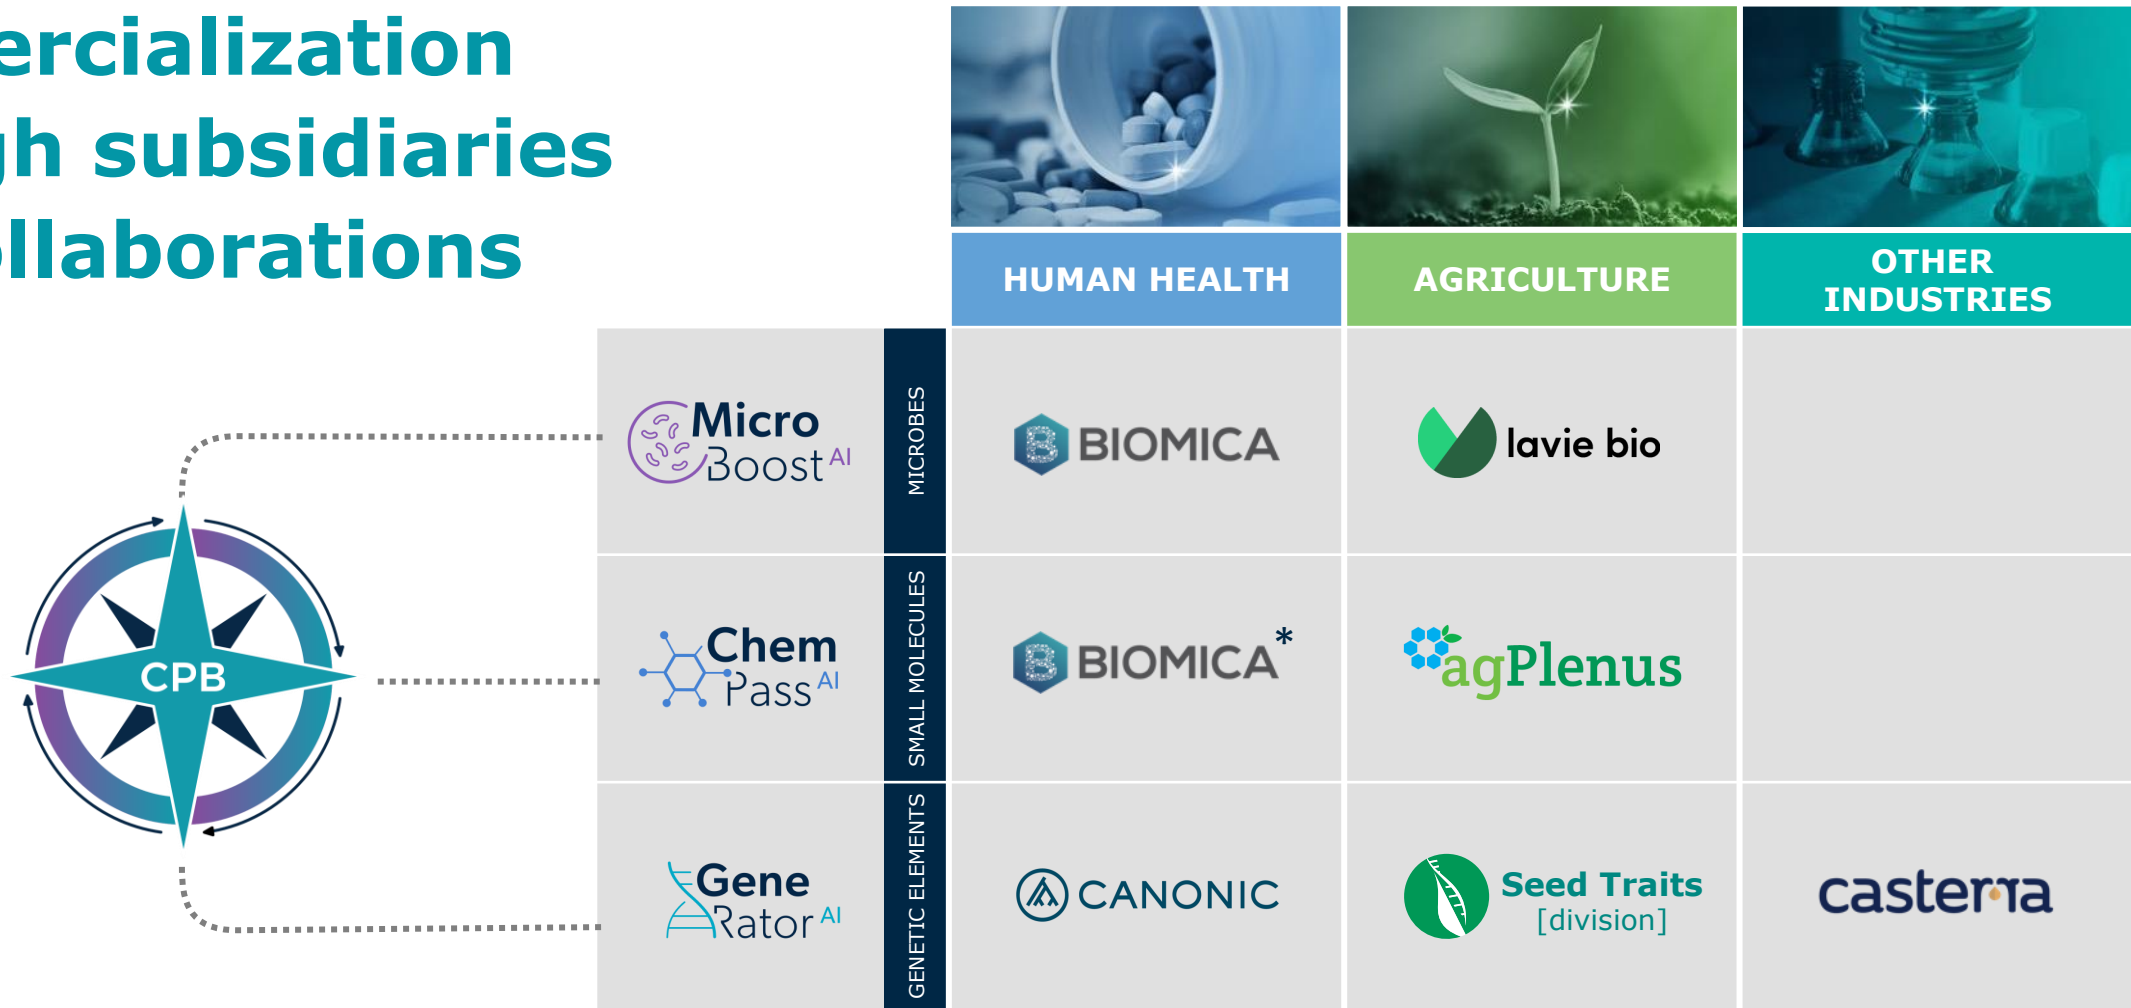 ercialization
gh subsidiaries
ollaborations
HUMAN HEALTH
AGRICULTURE
OTHER
INDUSTRIES
CPB
Micro
Boost AI
MICROBES
BIOMICA
lavie bio
Chem
Pass AI
SMALL MOLECULES
BIOMICA*
agPlenus
Gene
Rator AI
GENETIC ELEMENTS
CANONIC
Seed Traits
[division]
casterra